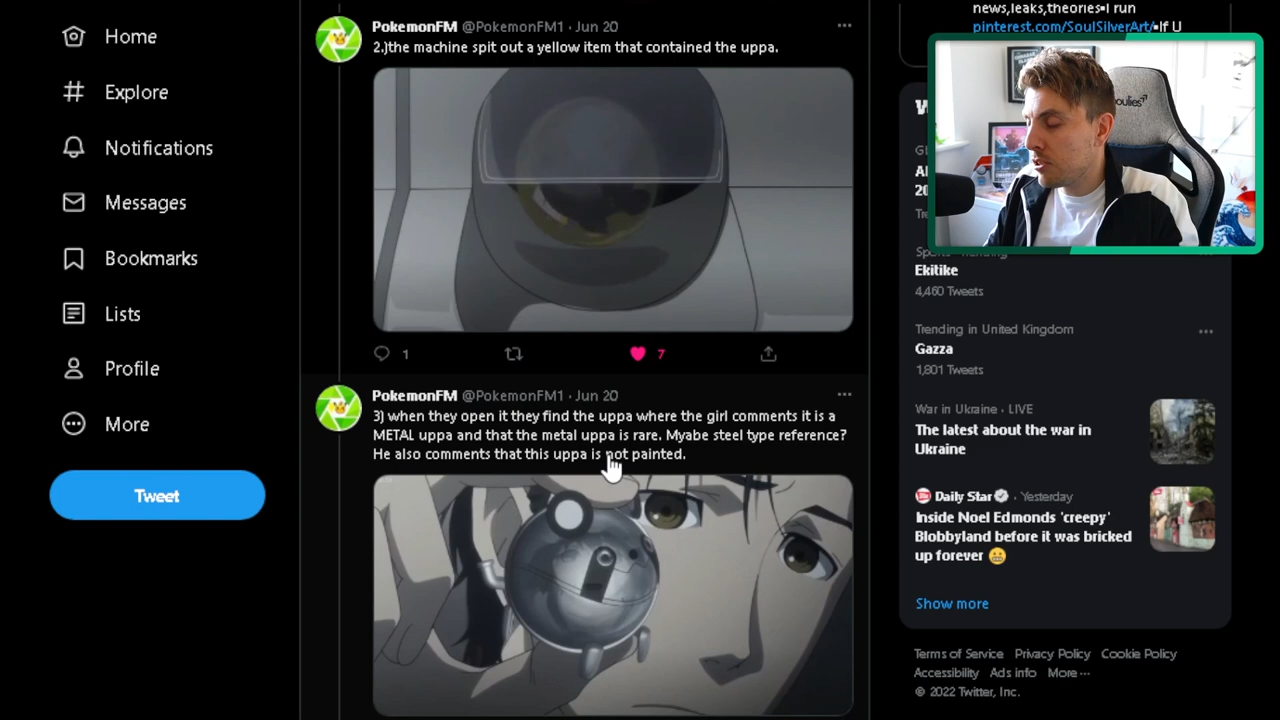 Home
Explore
Notifications
Messages
Bookmarks
Lists
Profile
More
Tweet
PokemonFM @PokemonFM1 · Jun 20
2.)the machine spit out a yellow item that contained the uppa.
1
7
PokemonFM @PokemonFM1 · Jun 20
3) when they open it they find the uppa where the girl comments it is a
METAL uppa and that the metal uppa is rare. Myabe steel type reference?
He also comments that this uppa is not painted.
news,leaks,theories▪I run
pinterest.com/SoulSilverArt/▪If U
Ekitike
4,460 Tweets
Trending in United Kingdom
Gazza
1,801 Tweets
War in Ukraine · LIVE
The latest about the war in
Ukraine
Daily Star · Yesterday
Inside Noel Edmonds 'creepy'
Blobbyland before it was bricked
up forever 😬
Show more
Terms of Service Privacy Policy Cookie Policy
Accessibility Ads info More
© 2022 Twitter, Inc.